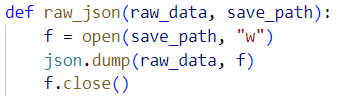 def raw_json(raw_data, save_path):
    f = open(save_path, "w")
    json.dump(raw_data, f)
    f.close()